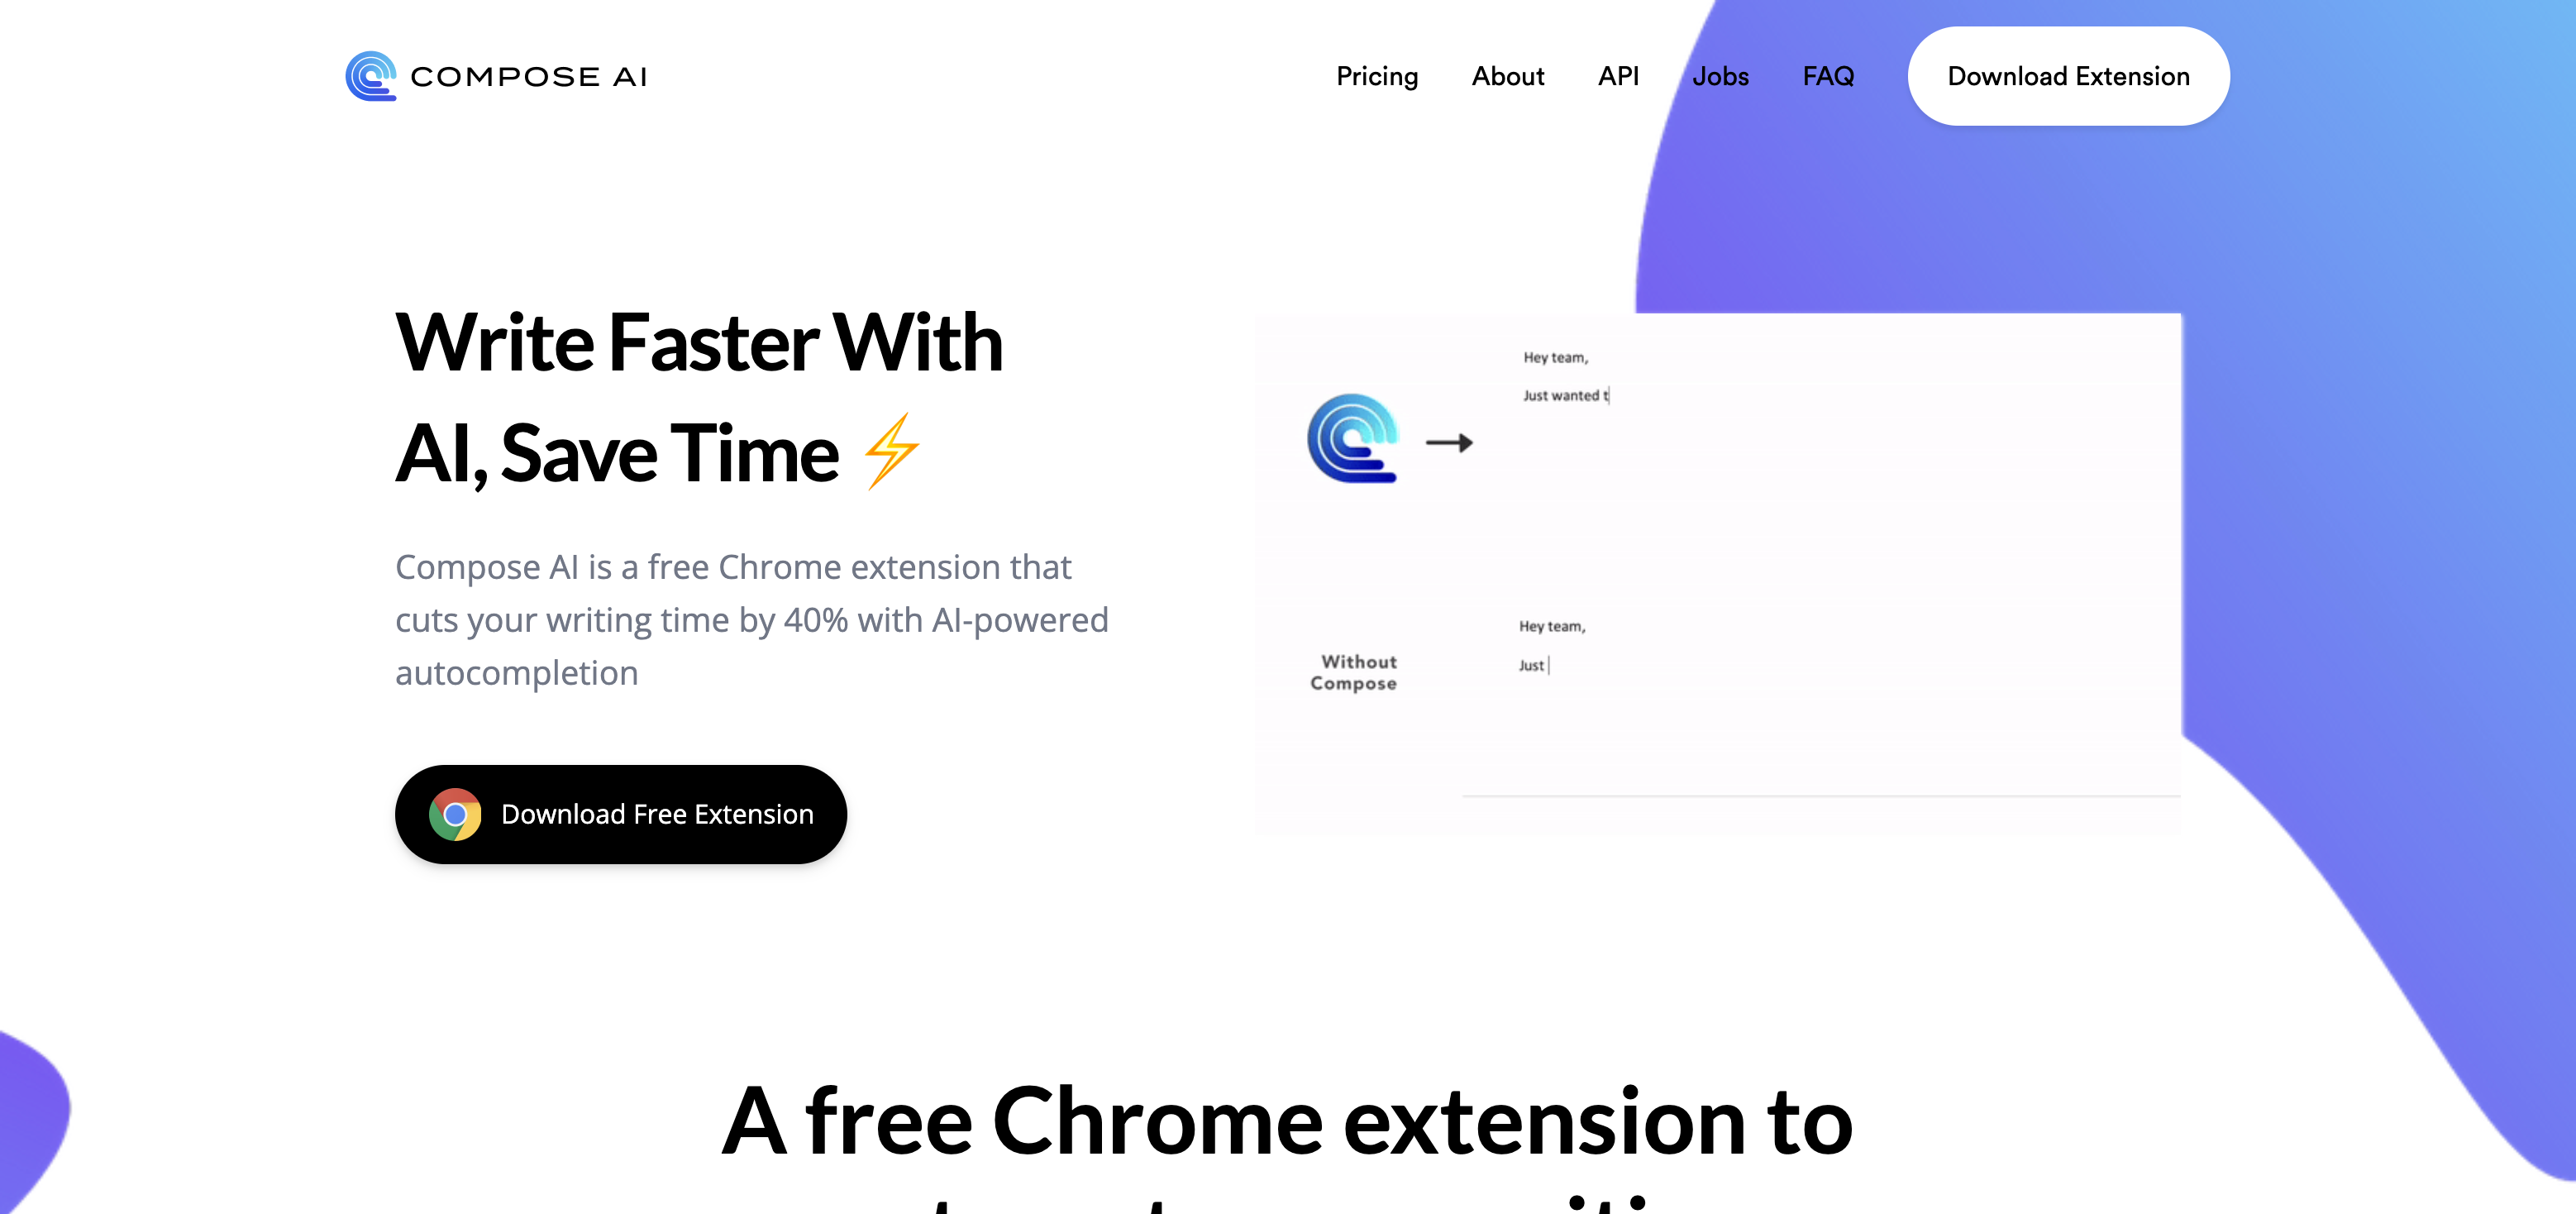 COMPOSE AI
Pricing About API Jobs FAQ Download Extension
Write Faster With
AI, Save Time ⚡
Compose AI is a free Chrome extension that
cuts your writing time by 40% with AI-powered
autocompletion
Download Free Extension
Hey team,
Just wanted t
Hey team,
Without
Compose
Just
A free Chrome extension to